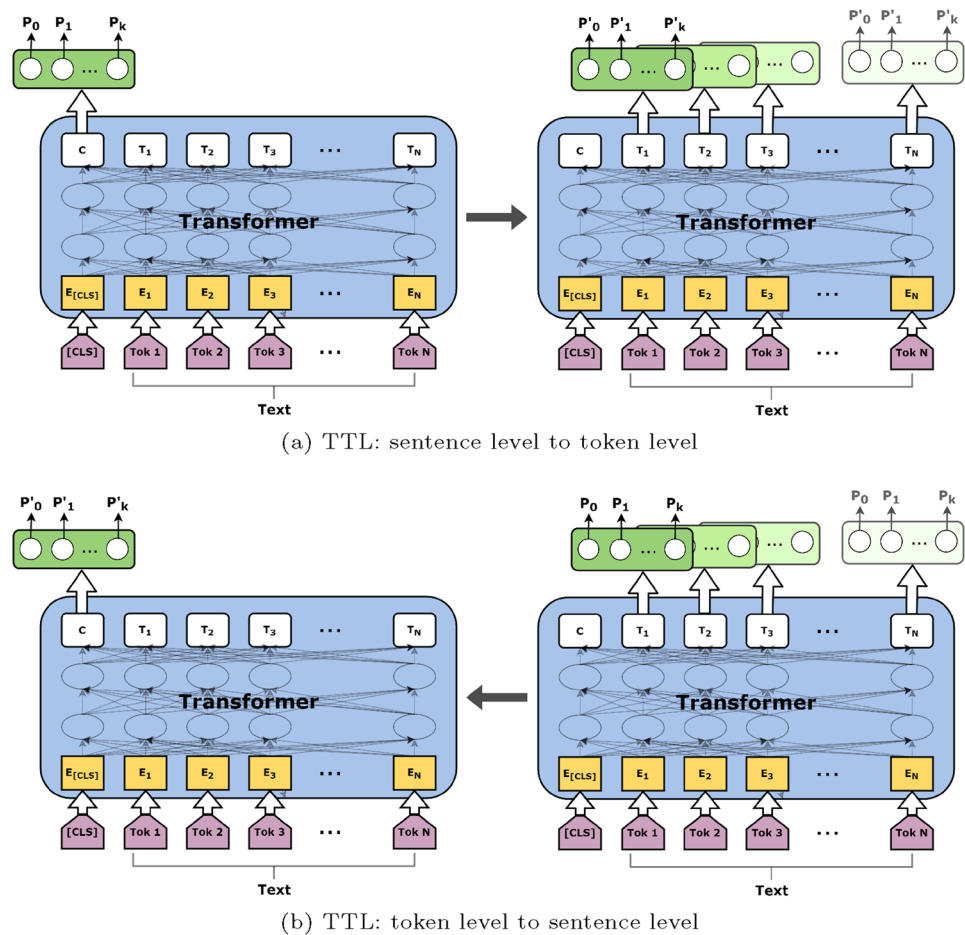 P0 P1 Pk P'0 P'1 P'k P'0 P'1 P'k
... ... ... ...
C T1 T2 T3 ... TN C T1 T2 T3 ... TN
Transformer Transformer
E[CLS] E1 E2 E3 ... EN E[CLS] E1 E2 E3 ... EN
[CLS] Tok 1 Tok 2 Tok 3 ... Tok N [CLS] Tok 1 Tok 2 Tok 3 ... Tok N
Text Text
(a) TTL: sentence level to token level
P'0 P'1 P'k P0 P1 Pk P0 P1 Pk
... ... ... ...
C T1 T2 T3 ... TN C T1 T2 T3 ... TN
Transformer Transformer
E[CLS] E1 E2 E3 ... EN E[CLS] E1 E2 E3 ... EN
[CLS] Tok 1 Tok 2 Tok 3 ... Tok N [CLS] Tok 1 Tok 2 Tok 3 ... Tok N
Text Text
(b) TTL: token level to sentence level